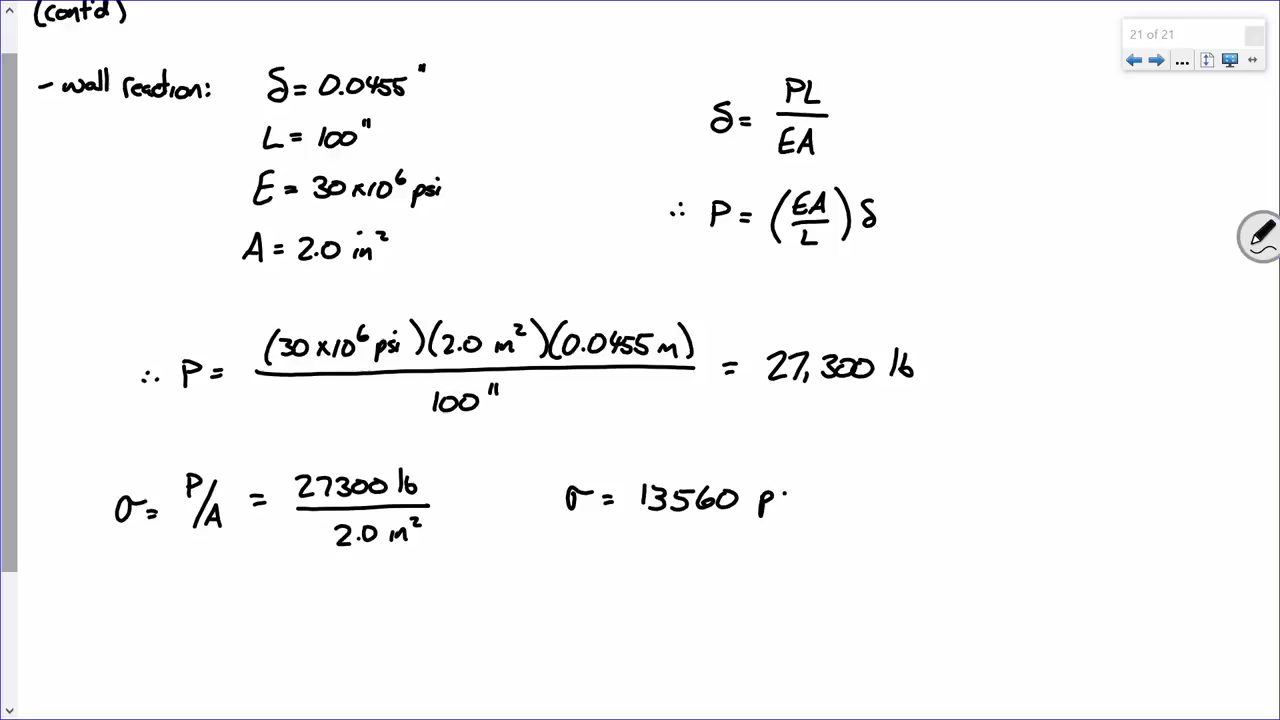 (cont'd)
21 of 21
- wall reaction: δ = 0.0455"
L = 100"
E = 30×10⁶ psi
A = 2.0 in²
δ = PL / EA
∴ P = (EA / L) δ
∴ P = (30×10⁶ psi)(2.0 in²)(0.0455 in) / 100" = 27,300 lb
σ = P/A = 27300 lb / 2.0 in² σ = 13560 p